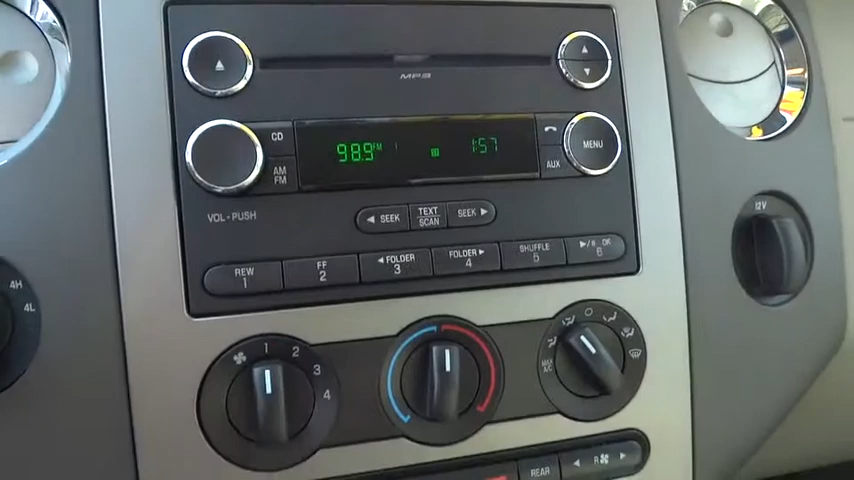 MP3
CD
AM
FM
98.9 FM
1:57
AUX
MENU
VOL-PUSH
SEEK
TEXT
SCAN
SEEK
REW
1
FF
2
FOLDER
3
FOLDER
4
SHUFFLE
5
OK
6
12V
4H
4L
1
2
3
4
MAX
A/C
REAR
R